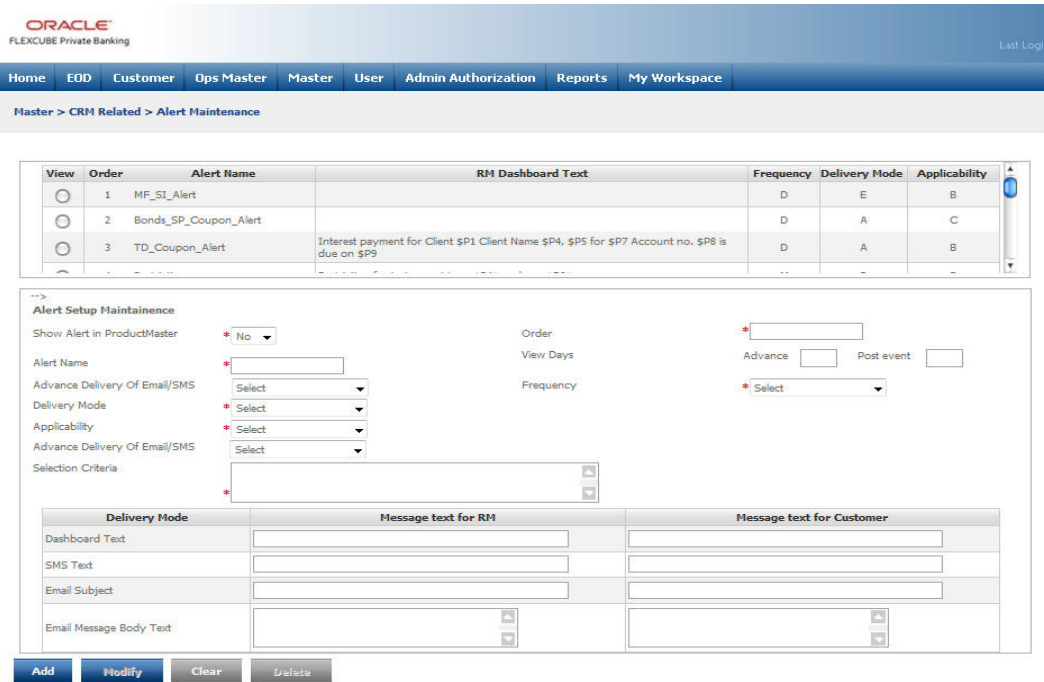 ORACLE
FLEXCUBE Private Banking
Last Logi
Home EOD Customer Ops Master Master User Admin Authorization Reports My Workspace
Master > CRM Related > Alert Maintenance
View Order Alert Name RM Dashboard Text Frequency Delivery Mode Applicability
1 MF_SI_Alert D E B
2 Bonds_SP_Coupon_Alert D A C
3 TD_Coupon_Alert Interest payment for Client $P1 Client Name $P4, $P5 for $P7 Account no. $P8 is due on $P9 D A B
-->
Alert Setup Maintainence
Show Alert in ProductMaster * No Order *
Alert Name * View Days Advance Post event
Advance Delivery Of Email/SMS Select Frequency * Select
Delivery Mode * Select
Applicability * Select
Advance Delivery Of Email/SMS Select
Selection Criteria *
Delivery Mode Message text for RM Message text for Customer
Dashboard Text
SMS Text
Email Subject
Email Message Body Text
Add Modify Clear Delete